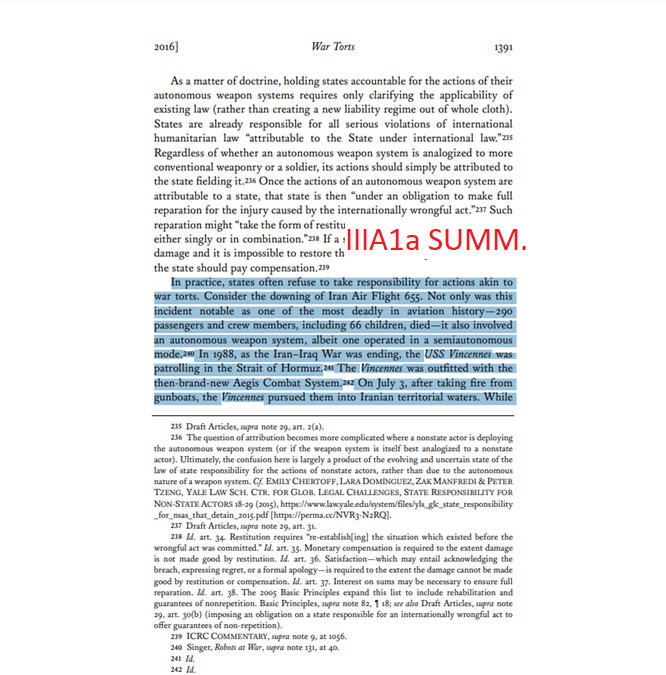 2016]
War Torts
1391
As a matter of doctrine, holding states accountable for the actions of their
autonomous weapon systems requires only clarifying the applicability of
existing law (rather than creating a new liability regime out of whole cloth).
States are already responsible for all serious violations of international
humanitarian law “attributable to the State under international law.”235
Regardless of whether an autonomous weapon system is analogized to more
conventional weaponry or a soldier, its actions should simply be attributed to
the state fielding it.236 Once the actions of an autonomous weapon system are
attributable to a state, that state is then “under an obligation to make full
reparation for the injury caused by the internationally wrongful act.”237 Such
reparation might “take the form of restitu
either singly or in combination.”238 If a
IIIA1a SUMM.
damage and it is impossible to restore th
the state should pay compensation.239
In practice, states often refuse to take responsibility for actions akin to
war torts. Consider the downing of Iran Air Flight 655. Not only was this
incident notable as one of the most deadly in aviation history—290
passengers and crew members, including 66 children, died—it also involved
an autonomous weapon system, albeit one operated in a semiautonomous
mode.240 In 1988, as the Iran–Iraq War was ending, the USS Vincennes was
patrolling in the Strait of Hormuz.241 The Vincennes was outfitted with the
then-brand-new Aegis Combat System.242 On July 3, after taking fire from
gunboats, the Vincennes pursued them into Iranian territorial waters. While
235 Draft Articles, supra note 29, art. 2(a).
236 The question of attribution becomes more complicated where a nonstate actor is deploying
the autonomous weapon system (or if the weapon system is itself best analogized to a nonstate
actor). Ultimately, the confusion here is largely a product of the evolving and uncertain state of the
law of state responsibility for the actions of nonstate actors, rather than due to the autonomous
nature of a weapon system. Cf. EMILY CHERTOFF, LARA DOMÍNGUEZ, ZAK MANFREDI & PETER
TZENG, YALE LAW SCH. CTR. FOR GLOB. LEGAL CHALLENGES, STATE RESPONSIBILITY FOR
NON-STATE ACTORS 18-29 (2015), https://www.law.yale.edu/system/files/yls_glc_state_responsibility
_for_nsas_that_detain_2015.pdf [https://perma.cc/NVR3-N2RQ].
237 Draft Articles, supra note 29, art. 31.
238 Id. art. 34. Restitution requires “re-establish[ing] the situation which existed before the
wrongful act was committed.” Id. art. 35. Monetary compensation is required to the extent damage
is not made good by restitution. Id. art. 36. Satisfaction—which may entail acknowledging the
breach, expressing regret, or a formal apology—is required to the extent the damage cannot be made
good by restitution or compensation. Id. art. 37. Interest on sums may be necessary to ensure full
reparation. Id. art. 38. The 2005 Basic Principles expand this list to include rehabilitation and
guarantees of nonrepetition. Basic Principles, supra note 82, ¶ 18; see also Draft Articles, supra note
29, art. 30(b) (imposing an obligation on a state responsible for an internationally wrongful act to
offer guarantees of non-repetition).
239 ICRC COMMENTARY, supra note 9, at 1056.
240 Singer, Robots at War, supra note 131, at 40.
241 Id.
242 Id.